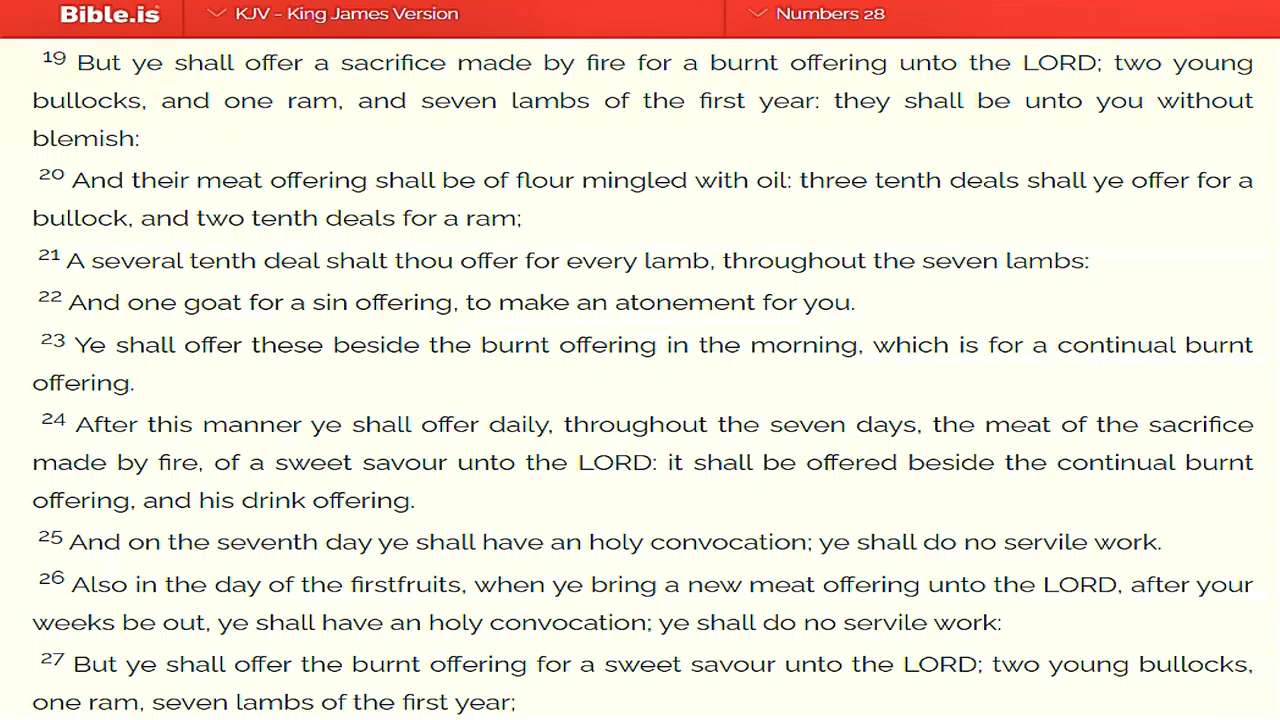 Bible.is KJV - King James Version Numbers 28
19 But ye shall offer a sacrifice made by fire for a burnt offering unto the LORD; two young
bullocks, and one ram, and seven lambs of the first year: they shall be unto you without
blemish:
20 And their meat offering shall be of flour mingled with oil: three tenth deals shall ye offer for a
bullock, and two tenth deals for a ram;
21 A several tenth deal shalt thou offer for every lamb, throughout the seven lambs:
22 And one goat for a sin offering, to make an atonement for you.
23 Ye shall offer these beside the burnt offering in the morning, which is for a continual burnt
offering.
24 After this manner ye shall offer daily, throughout the seven days, the meat of the sacrifice
made by fire, of a sweet savour unto the LORD: it shall be offered beside the continual burnt
offering, and his drink offering.
25 And on the seventh day ye shall have an holy convocation; ye shall do no servile work.
26 Also in the day of the firstfruits, when ye bring a new meat offering unto the LORD, after your
weeks be out, ye shall have an holy convocation; ye shall do no servile work:
27 But ye shall offer the burnt offering for a sweet savour unto the LORD; two young bullocks,
one ram, seven lambs of the first year;